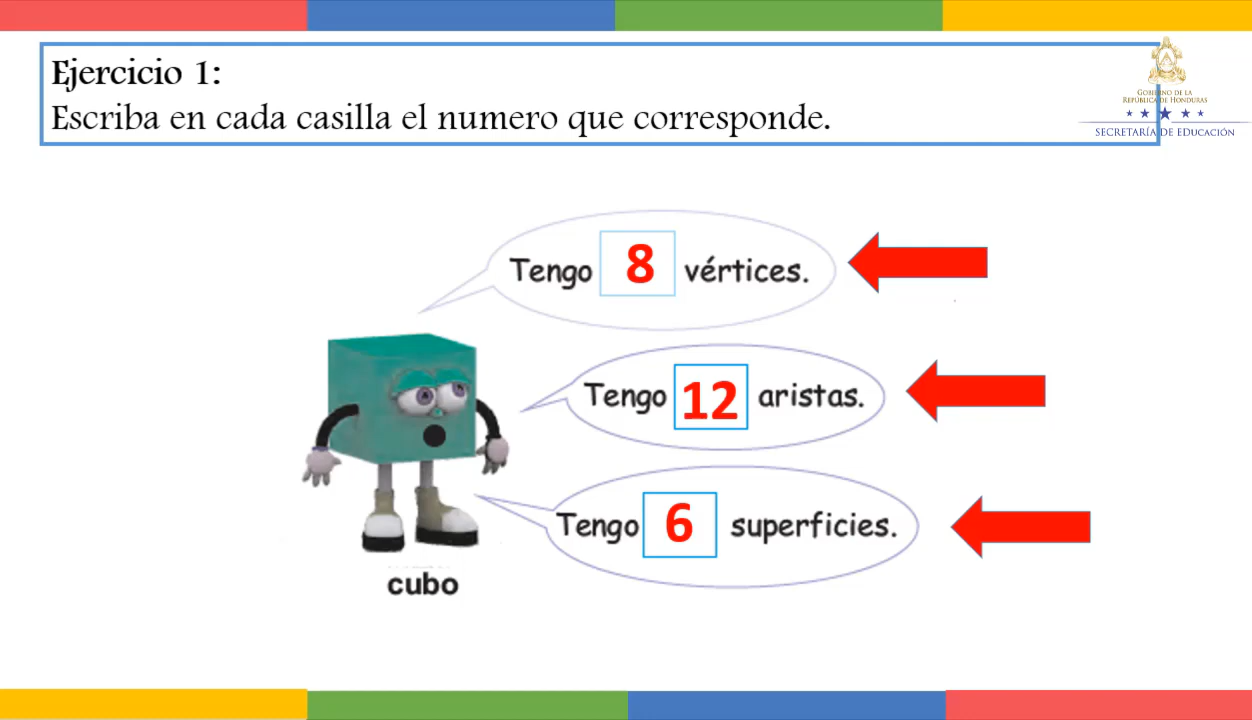 Ejercicio 1:
Escriba en cada casilla el numero que corresponde.
GOBIERNO DE LA
REPÚBLICA DE HONDURAS
SECRETARÍA DE EDUCACIÓN
Tengo 8 vértices.
Tengo 12 aristas.
Tengo 6 superficies.
cubo